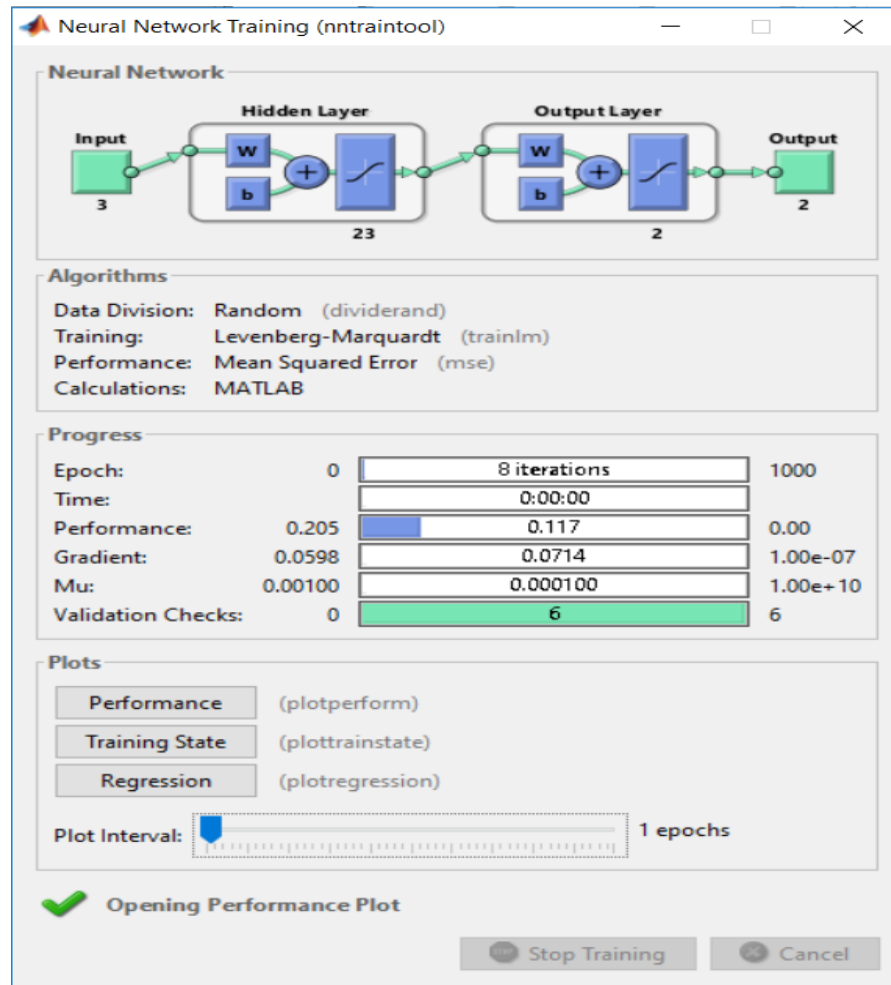 Neural Network Training (nntraintool)
Neural Network
Hidden Layer Output Layer
Input Output
W W
+ +
b b
3 2
23 2
Algorithms
Data Division: Random (dividerand)
Training: Levenberg-Marquardt (trainlm)
Performance: Mean Squared Error (mse)
Calculations: MATLAB
Progress
Epoch: 0 8 iterations 1000
Time: 0:00:00
Performance: 0.205 0.117 0.00
Gradient: 0.0598 0.0714 1.00e-07
Mu: 0.00100 0.000100 1.00e+10
Validation Checks: 0 6 6
Plots
Performance (plotperform)
Training State (plottrainstate)
Regression (plotregression)
Plot Interval: 1 epochs
Opening Performance Plot
Stop Training Cancel